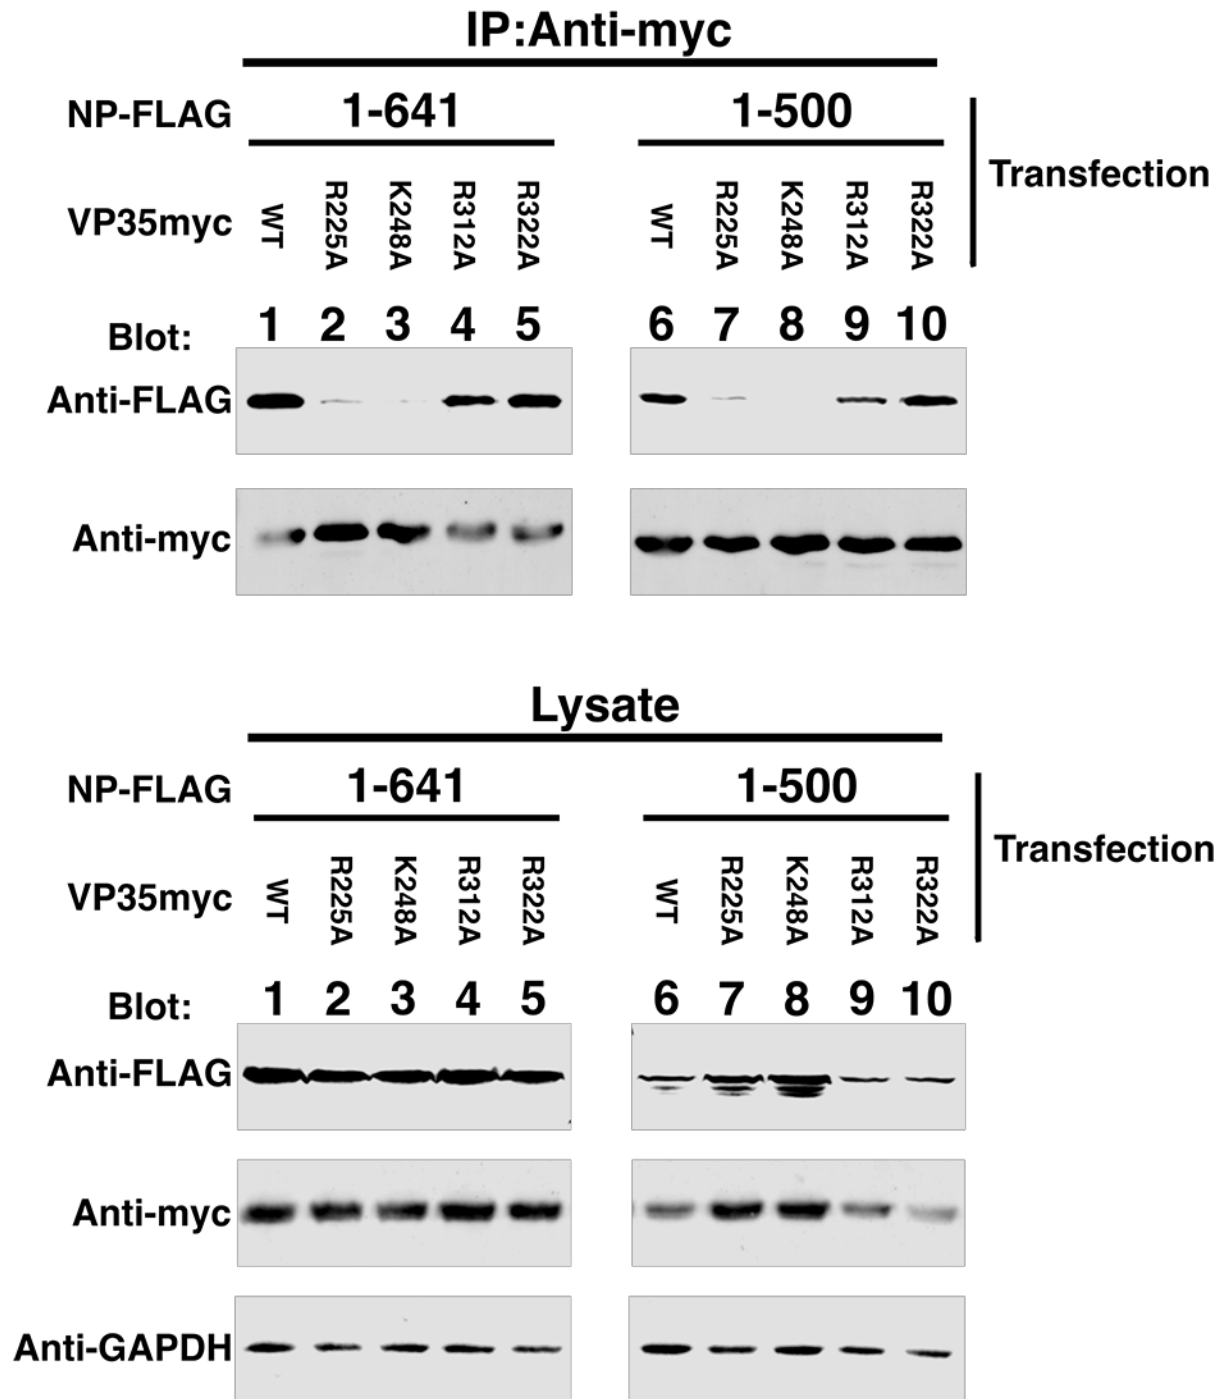 IP:Anti-myc
NP-FLAG 1-641 1-500
Transfection
VP35myc WT R225A K248A R312A R322A WT R225A K248A R312A R322A
Blot: 1 2 3 4 5 6 7 8 9 10
Anti-FLAG
Anti-myc
Lysate
NP-FLAG 1-641 1-500
Transfection
VP35myc WT R225A K248A R312A R322A WT R225A K248A R312A R322A
Blot: 1 2 3 4 5 6 7 8 9 10
Anti-FLAG
Anti-myc
Anti-GAPDH